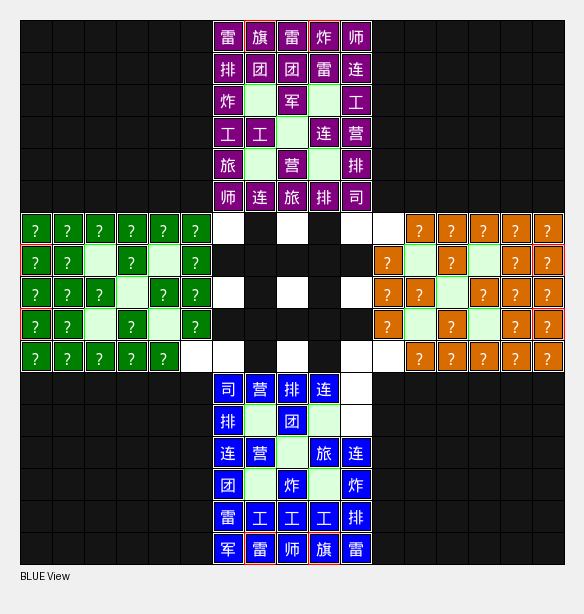 雷 旗 雷 炸 师
排 团 团 雷 连
炸 军 工
工 工 连 营
旅 营 排
师 连 旅 排 司
? ? ? ? ? ? ? ? ? ? ?
? ? ? ? ? ? ? ?
? ? ? ? ? ? ? ? ? ?
? ? ? ? ? ? ? ?
? ? ? ? ? ? ? ? ? ?
司 营 排 连
排 团
连 营 旅 连
团 炸 炸
雷 工 工 工 排
军 雷 师 旗 雷
BLUE View